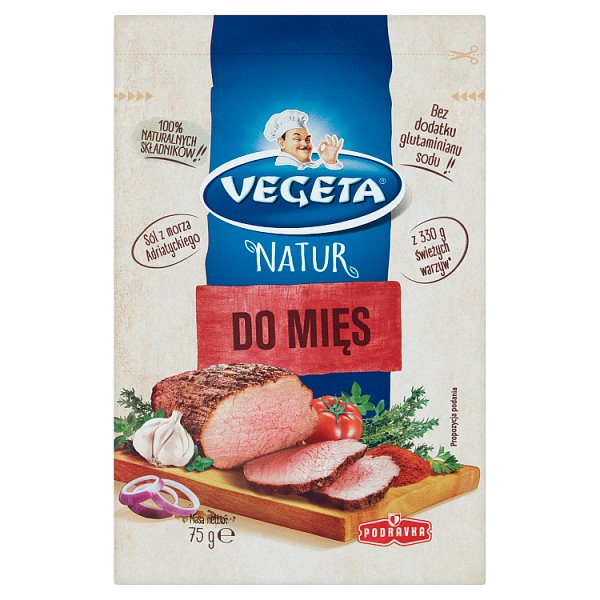 100%
NATURALNYCH
SKŁADNIKÓW!!
Bez
dodatku
glutaminianu
sodu!!
VEGETA®
Sól z morza
Adriatyckiego
z 330 g
świeżych
warzyw*
NATUR
DO MIĘS
Propozycja podania
Masa netto:
75 g ℮
PODRAVKA